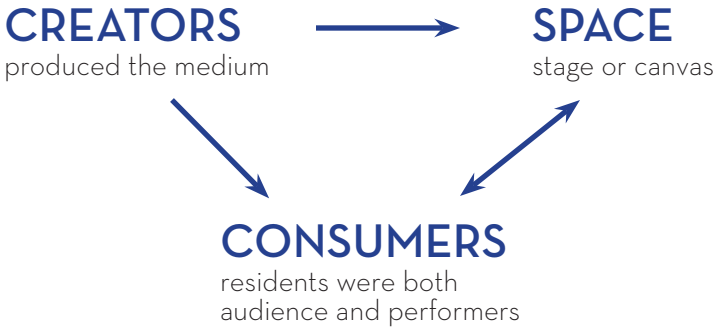 CREATORS
produced the medium
SPACE
stage or canvas
CONSUMERS
residents were both
audience and performers